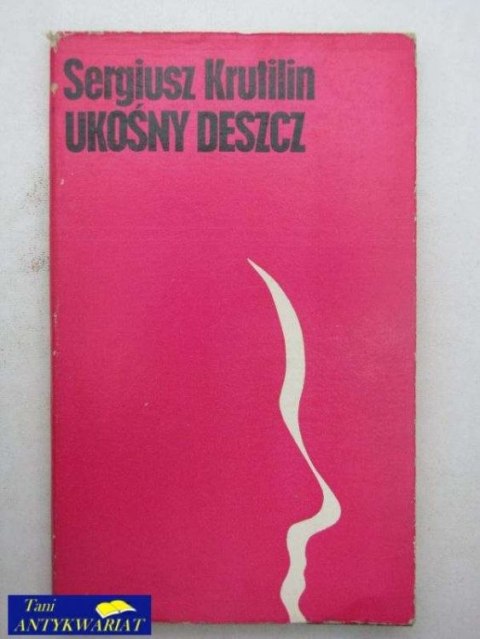 Sergiusz Krutilin
UKOŚNY DESZCZ
Tani
ANTYKWARIAT